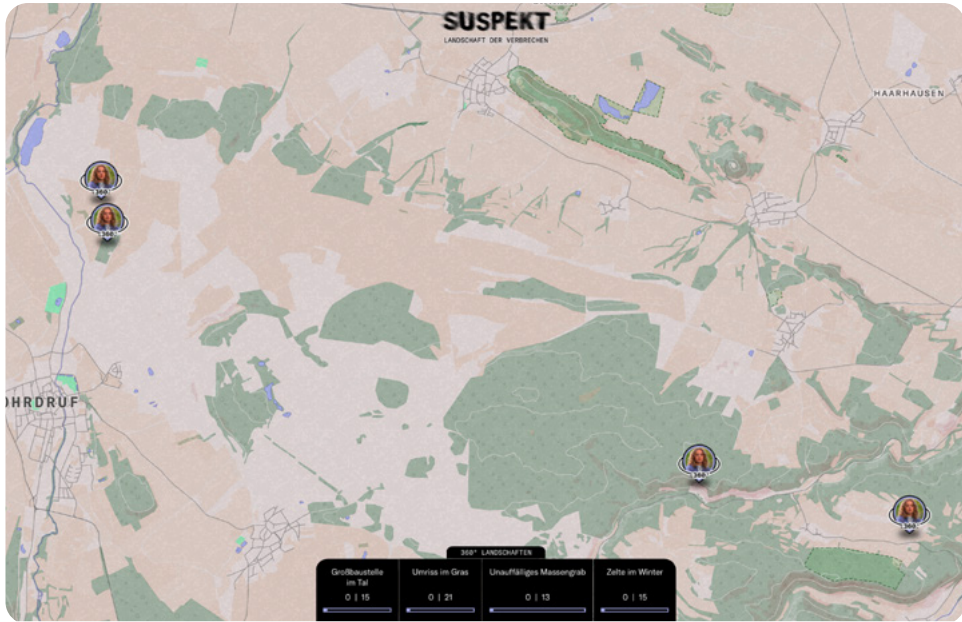 SUSPEKT
LANDSCHAFT DER VERBRECHEN
HAARHAUSEN
360
360
OHRDRUF
360
360
360° LANDSCHAFTEN
Großbaustelle
im Tal
0 | 15
Umriss im Gras
0 | 21
Unauffälliges Massengrab
0 | 13
Zelte im Winter
0 | 15